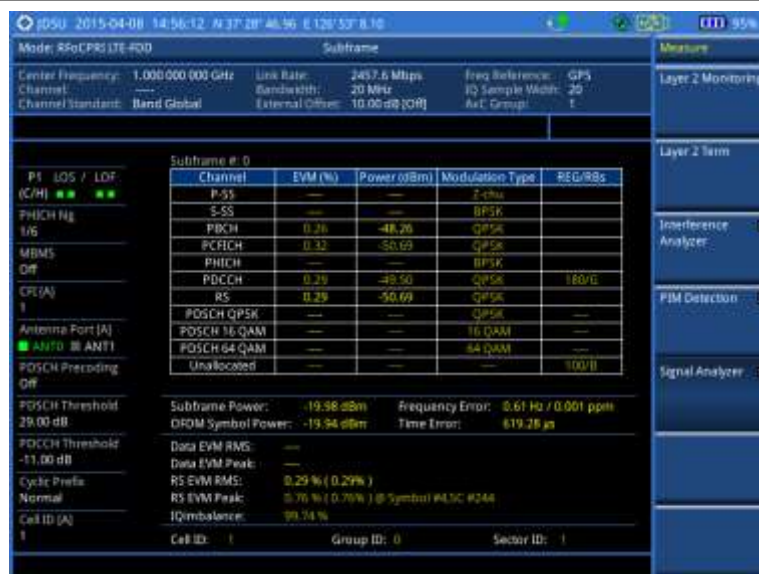 JDSU 2015-04-08 14:56:12 N 37° 28' 46.96 E 126° 53' 8.10 95%
Mode: RFoCPRI LTE-FDD Subframe Measure
Center Frequency: 1.000 000 000 GHz Link Rate: 2457.6 Mbps Freq Reference: GPS
Channel: ---- Bandwidth: 20 MHz IQ Sample Width: 20
Channel Standard: Band Global External Offset: 10.00 dB [Off] AxC Group: 1
Layer 2 Monitoring
Layer 2 Term
Interference Analyzer
PIM Detection
Signal Analyzer
P1 LOS / LOF
(C/H)
PHICH Ng
1/6
MBMS
Off
CFI [A]
1
Antenna Port [A]
ANT0 ANT1
PDSCH Precoding
Off
PDSCH Threshold
29.00 dB
PDCCH Threshold
-11.00 dB
Cyclic Prefix
Normal
Cell ID [A]
1
Subframe #: 0
Channel EVM (%) Power (dBm) Modulation Type REG/RBs
P-SS ---- ---- Z-chu
S-SS ---- ---- BPSK
PBCH 0.26 -48.26 QPSK
PCFICH 0.32 -50.69 QPSK
PHICH ---- ---- BPSK
PDCCH 0.29 -49.50 QPSK 180/G
RS 0.29 -50.69 QPSK
PDSCH QPSK ---- ---- QPSK ----
PDSCH 16 QAM ---- ---- 16 QAM ----
PDSCH 64 QAM ---- ---- 64 QAM ----
Unallocated ---- ---- ---- 100/B
Subframe Power: -19.98 dBm Frequency Error: 0.61 Hz / 0.001 ppm
OFDM Symbol Power: -19.94 dBm Time Error: 619.28 µs
Data EVM RMS: ----
Data EVM Peak: ----
RS EVM RMS: 0.29 % ( 0.29% )
RS EVM Peak: 0.76 % ( 0.76% ) @ Symbol #4,SC #244
IQimbalance: 99.74 %
Cell ID: 1 Group ID: 0 Sector ID: 1